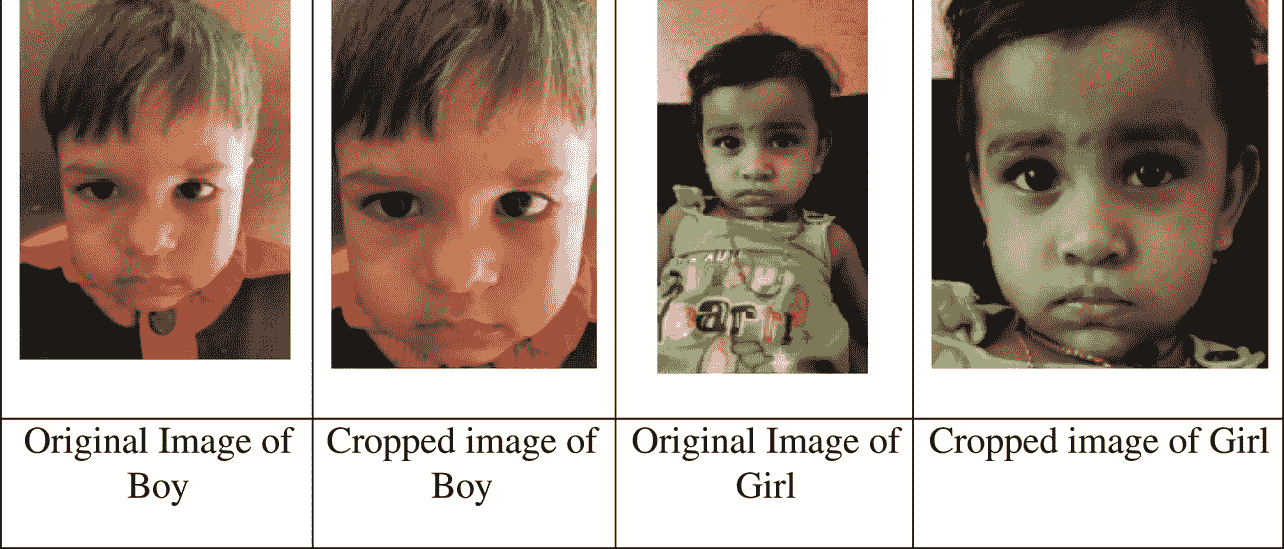 Original Image of
Boy
Cropped image of
Boy
Original Image of
Girl
Cropped image of Girl